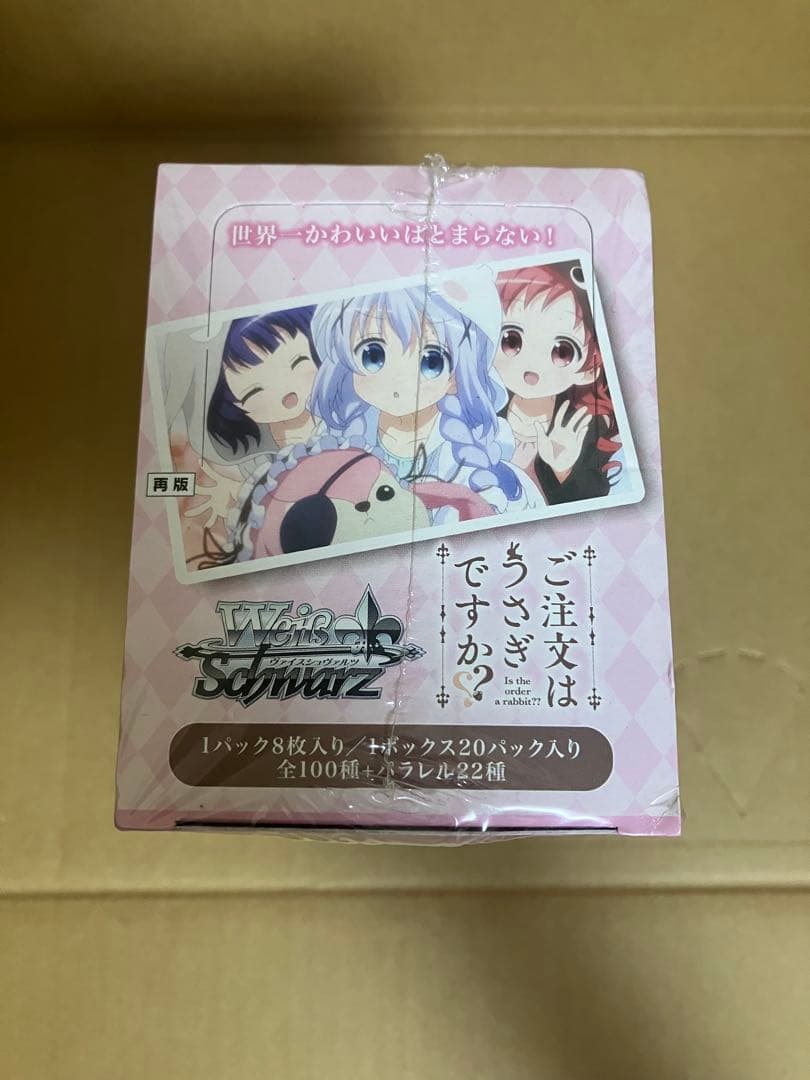 世界一かわいいはとまらない!
再版
Weiß
ヴァイスシュヴァルツ
Schwarz
ご注文は
うさぎ
ですか??
Is the
order
a rabbit??
1パック8枚入り/1ボックス20パック入り
全100種+パラレル22種